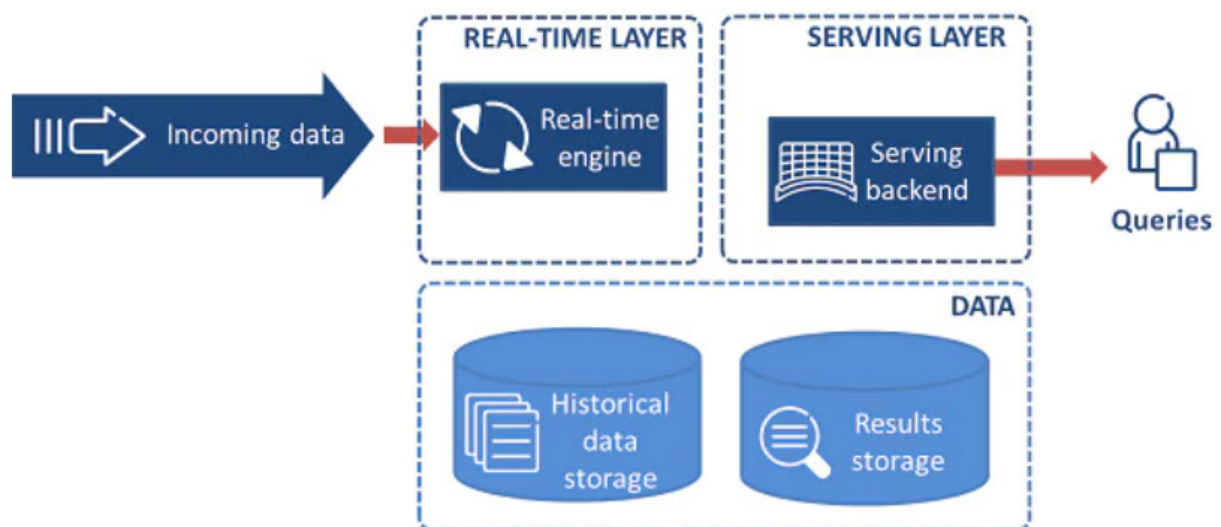 REAL-TIME LAYER
SERVING LAYER
Incoming data
Real-time
engine
Serving
backend
Queries
DATA
Historical
data
storage
Results
storage